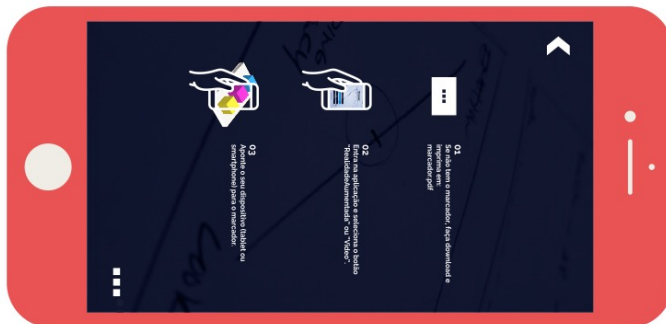 01
Se não tem o marcador, faça download e
imprima em:
marcador.pdf
02
Entra na aplicação e seleciona o botão
"RealidadeAumentada" ou "Vídeo".
03
Aponte o seu dispositivo (tablet ou
smartphone) para o marcador.